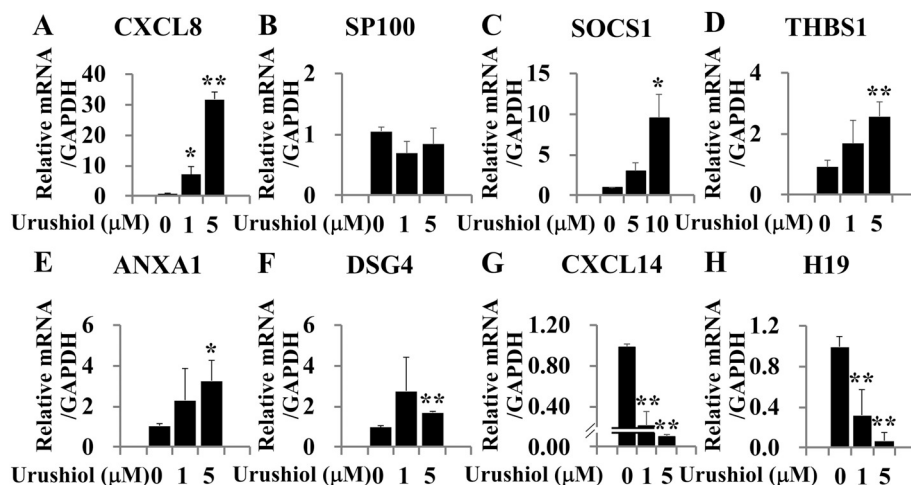 A CXCL8 B SP100 C SOCS1 D THBS1
Relative mRNA
/GAPDH
40
30
20
10
0
*
**
Urushiol (μM) 0 1 5
Relative mRNA
/GAPDH
2
1
0
0 1 5
Relative mRNA
/GAPDH
15
10
5
0
*
Urushiol (μM) 0 5 10
Relative mRNA
/GAPDH
4
2
0
**
Urushiol (μM) 0 1 5
E ANXA1 F DSG4 G CXCL14 H H19
Relative mRNA
/GAPDH
6
4
2
0
*
Urushiol (μM) 0 1 5
Relative mRNA
/GAPDH
6
4
2
0
**
Urushiol (μM) 0 1 5
Relative mRNA
/GAPDH
1.20
0.80
0.40
0.00
**
**
0 1 5
Relative mRNA
/GAPDH
1.2
0.8
0.4
0.0
**
**
Urushiol (μM) 0 1 5